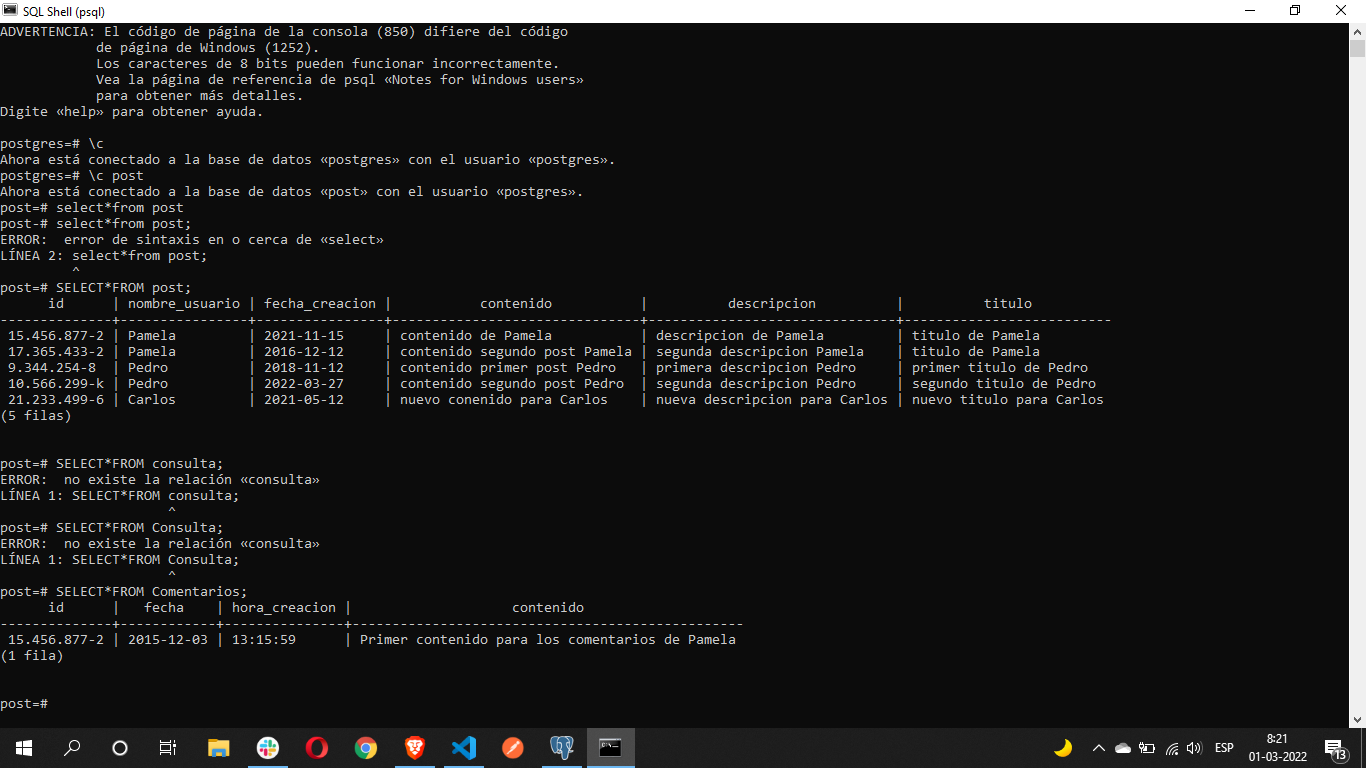 SQL Shell (psql)
ADVERTENCIA: El código de página de la consola (850) difiere del código
            de página de Windows (1252).
            Los caracteres de 8 bits pueden funcionar incorrectamente.
            Vea la página de referencia de psql «Notes for Windows users»
            para obtener más detalles.
Digite «help» para obtener ayuda.

postgres=# \c
Ahora está conectado a la base de datos «postgres» con el usuario «postgres».
postgres=# \c post
Ahora está conectado a la base de datos «post» con el usuario «postgres».
post=# select*from post
post-# select*from post;
ERROR:  error de sintaxis en o cerca de «select»
LÍNEA 2: select*from post;
         ^
post=# SELECT*FROM post;
      id      | nombre_usuario | fecha_creacion |           contenido           |          descripcion          |          titulo
--------------+----------------+----------------+-------------------------------+-------------------------------+--------------------------
 15.456.877-2 | Pamela         | 2021-11-15     | contenido de Pamela           | descripcion de Pamela         | titulo de Pamela
 17.365.433-2 | Pamela         | 2016-12-12     | contenido segundo post Pamela | segunda descripcion Pamela    | titulo de Pamela
 9.344.254-8  | Pedro          | 2018-11-12     | contenido primer post Pedro   | primera descripcion Pedro     | primer titulo de Pedro
 10.566.299-k | Pedro          | 2022-03-27     | contenido segundo post Pedro  | segunda descripcion Pedro     | segundo titulo de Pedro
 21.233.499-6 | Carlos         | 2021-05-12     | nuevo conenido para Carlos    | nueva descripcion para Carlos | nuevo titulo para Carlos
(5 filas)

post=# SELECT*FROM consulta;
ERROR:  no existe la relación «consulta»
LÍNEA 1: SELECT*FROM consulta;
                     ^
post=# SELECT*FROM Consulta;
ERROR:  no existe la relación «consulta»
LÍNEA 1: SELECT*FROM Consulta;
                     ^
post=# SELECT*FROM Comentarios;
      id      |   fecha    | hora_creacion |                    contenido
--------------+------------+---------------+-------------------------------------------------
 15.456.877-2 | 2015-12-03 | 13:15:59      | Primer contenido para los comentarios de Pamela
(1 fila)

post=#
ESP
8:21
01-03-2022
13